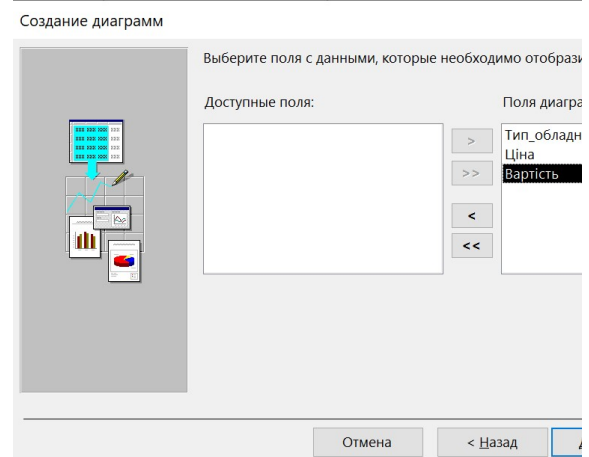 Создание диаграмм
Выберите поля с данными, которые необходимо отобрази
Доступные поля:
Поля диагра
>
>>
<
<<
Тип_обладн
Ціна
Вартість
Отмена
< Назад